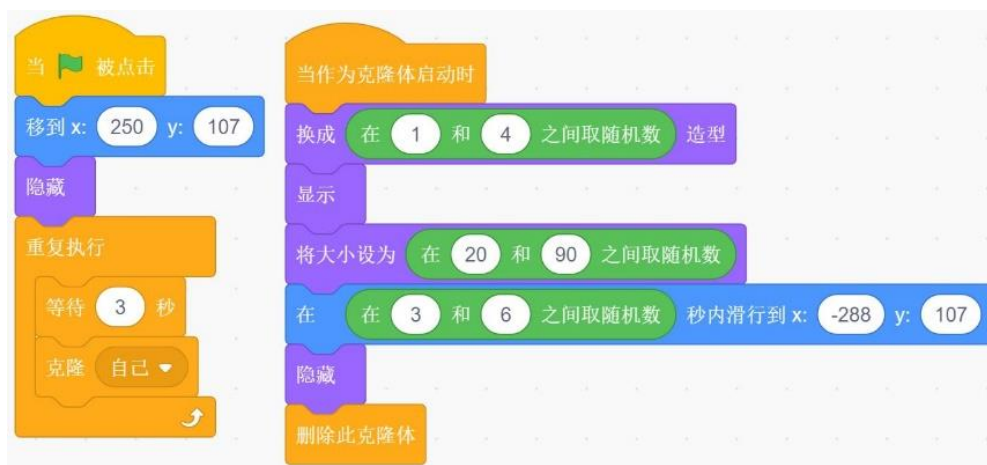 当 被点击
移到 x: 250 y: 107
隐藏
重复执行
等待 3 秒
克隆 自己
当作为克隆体启动时
换成 在 1 和 4 之间取随机数 造型
显示
将大小设为 在 20 和 90 之间取随机数
在 在 3 和 6 之间取随机数 秒内滑行到 x: -288 y: 107
隐藏
删除此克隆体